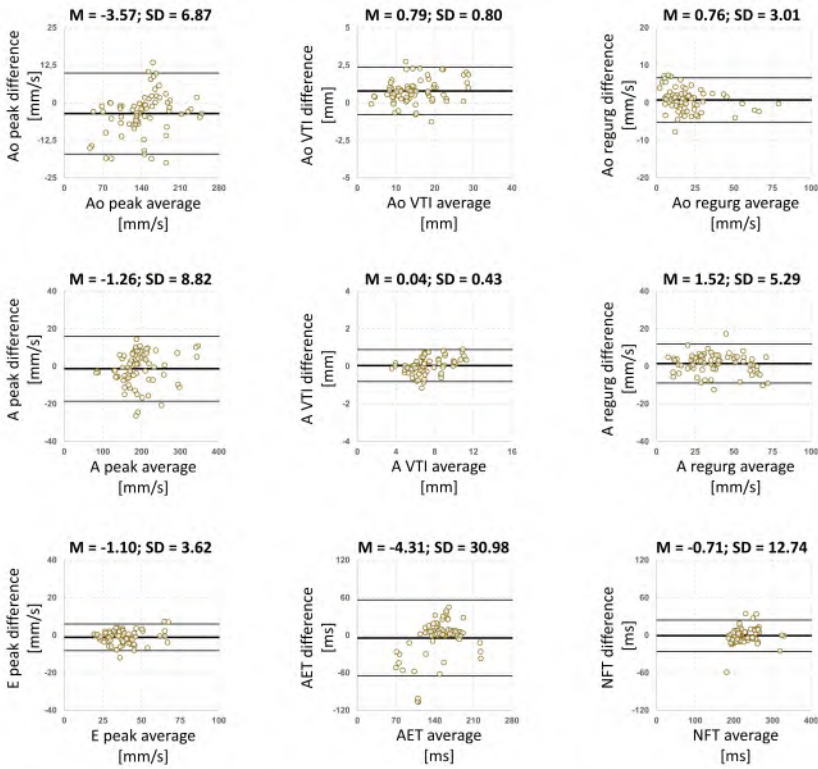 M = -3.57; SD = 6.87
Ao peak difference
[mm/s]
25
12,5
0
-12,5
-25
0 70 140 210 280
Ao peak average
[mm/s]
M = 0.79; SD = 0.80
Ao VTI difference
[mm]
5
2,5
0
-2,5
-5
0 10 20 30 40
Ao VTI average
[mm]
M = 0.76; SD = 3.01
Ao regurg difference
[mm/s]
20
10
0
-10
-20
0 25 50 75 100
Ao regurg average
[mm/s]
M = -1.26; SD = 8.82
A peak difference
[mm/s]
40
20
0
-20
-40
0 100 200 300 400
A peak average
[mm/s]
M = 0.04; SD = 0.43
A VTI difference
[mm]
4
2
0
-2
-4
0 4 8 12 16
A VTI average
[mm]
M = 1.52; SD = 5.29
A regurg difference
[mm/s]
40
20
0
-20
-40
0 25 50 75 100
A regurg average
[mm/s]
M = -1.10; SD = 3.62
E peak difference
[mm/s]
40
20
0
-20
-40
0 25 50 75 100
E peak average
[mm/s]
M = -4.31; SD = 30.98
AET difference
[ms]
120
60
0
-60
-120
0 70 140 210 280
AET average
[ms]
M = -0.71; SD = 12.74
NFT difference
[ms]
120
60
0
-60
-120
0 100 200 300 400
NFT average
[ms]